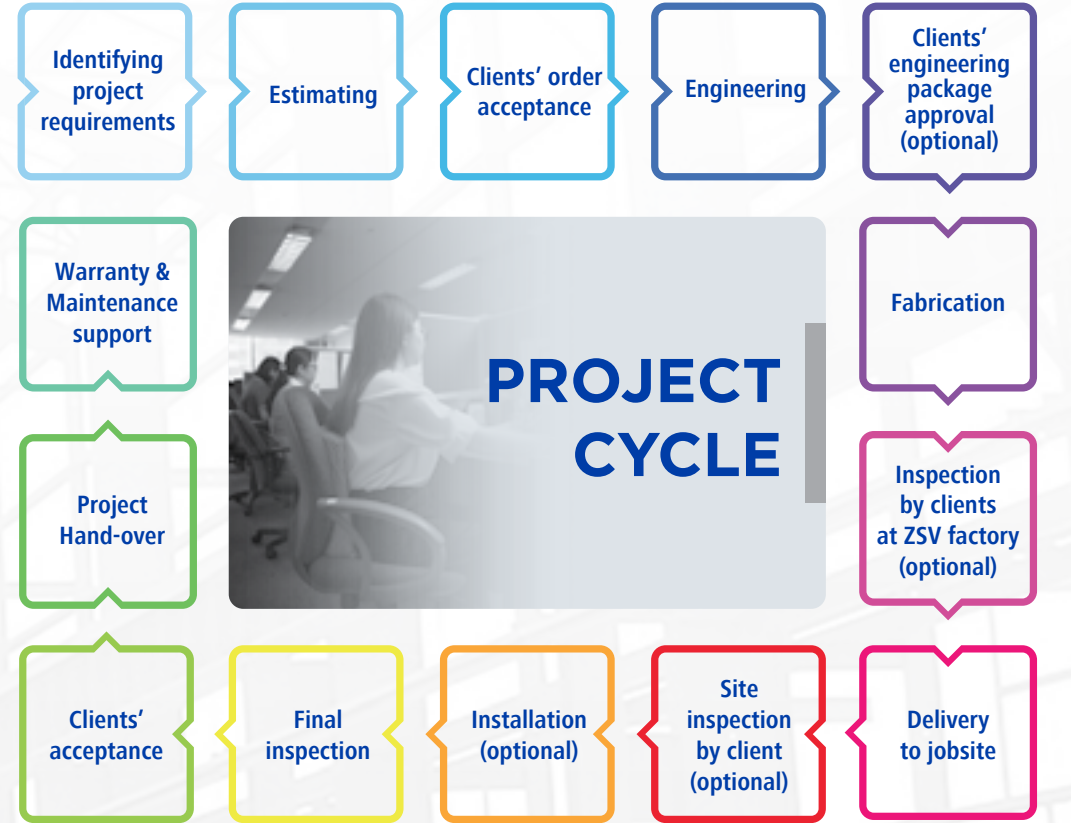 Identifying
project
requirements
Estimating
Clients’ order
acceptance
Engineering
Clients’
engineering
package
approval
(optional)
Warranty &
Maintenance
support
PROJECT
CYCLE
Fabrication
Project
Hand-over
Inspection
by clients
at ZSV factory
(optional)
Clients’
acceptance
Final
inspection
Installation
(optional)
Site
inspection
by client
(optional)
Delivery
to jobsite